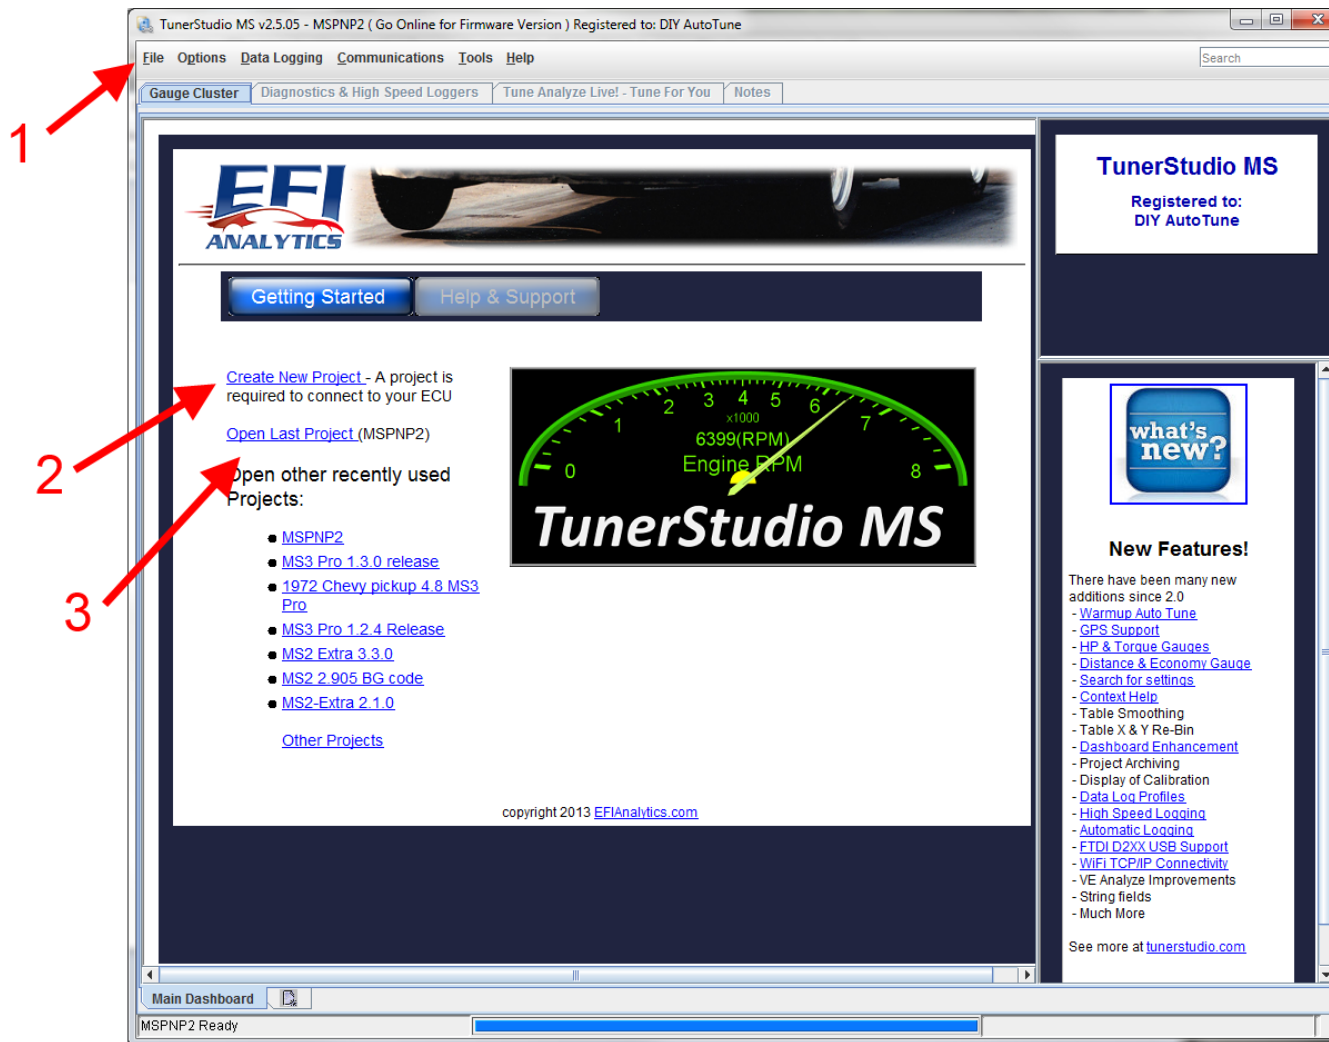 TunerStudio MS v2.5.05 - MSPNP2 ( Go Online for Firmware Version ) Registered to: DIY AutoTune
File Options Data Logging Communications Tools Help
Search
Gauge Cluster Diagnostics & High Speed Loggers Tune Analyze Live! - Tune For You Notes
1
EFI
ANALYTICS
Getting Started Help & Support
Create New Project - A project is
required to connect to your ECU
2
Open Last Project (MSPNP2)
3
Open other recently used
Projects:
MSPNP2
MS3 Pro 1.3.0 release
1972 Chevy pickup 4.8 MS3
Pro
MS3 Pro 1.2.4 Release
MS2 Extra 3.3.0
MS2 2.905 BG code
MS2-Extra 2.1.0
Other Projects
0 1 2 3 4 5 6 7 8
x1000
6399(RPM)
Engine RPM
TunerStudio MS
copyright 2013 EFIAnalytics.com
TunerStudio MS
Registered to:
DIY AutoTune
what's
new?
New Features!
There have been many new
additions since 2.0
- Warmup Auto Tune
- GPS Support
- HP & Torque Gauges
- Distance & Economy Gauge
- Search for settings
- Context Help
- Table Smoothing
- Table X & Y Re-Bin
- Dashboard Enhancement
- Project Archiving
- Display of Calibration
- Data Log Profiles
- High Speed Logging
- Automatic Logging
- FTDI D2XX USB Support
- WiFi TCP/IP Connectivity
- VE Analyze Improvements
- String fields
- Much More
See more at tunerstudio.com
Main Dashboard
MSPNP2 Ready